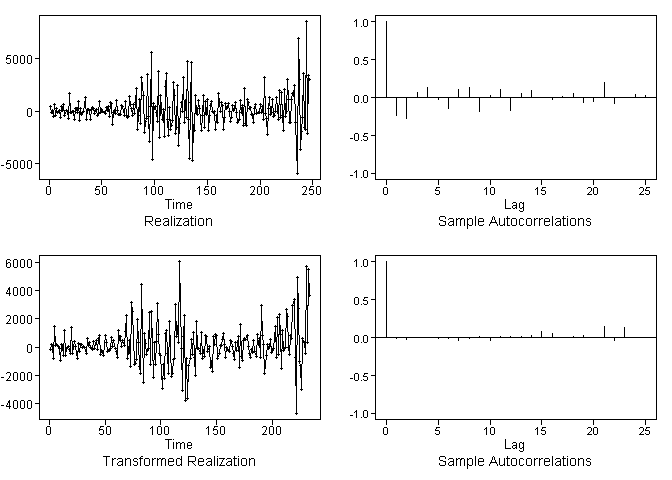 5000
0
-5000
0 50 100 150 200 250
Time
Realization
1.0
0.5
0.0
-0.5
-1.0
0 5 10 15 20 25
Lag
Sample Autocorrelations
6000
4000
2000
0
-2000
-4000
0 50 100 150 200
Time
Transformed Realization
1.0
0.5
0.0
-0.5
-1.0
0 5 10 15 20 25
Lag
Sample Autocorrelations